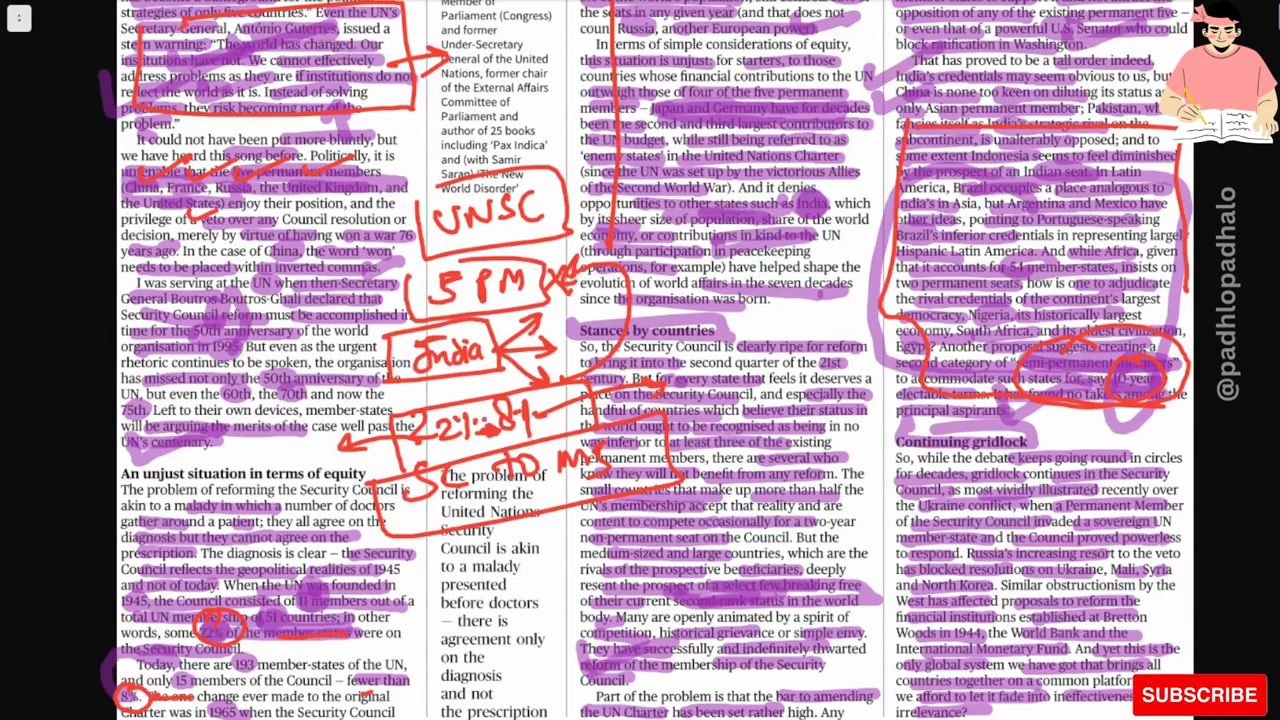 strategies of only five countries." Even the UN's
Secretary-General, António Guterres, issued a
stern warning: "The world has changed. Our
institutions have not. We cannot effectively
address problems as they are if institutions do not
reflect the world as it is. Instead of solving
problems, they risk becoming part of the
problem."
It could not have been put more bluntly, but
we have heard this song before. Politically, it is
untenable that the five permanent members
(China, France, Russia, the United Kingdom, and
the United States) enjoy their position, and the
privilege of veto over any Council resolution or
decision, merely by virtue of having won a war 76
years ago. In the case of China, the word 'won'
needs to be placed within inverted commas.
I was serving at the UN when then-Secretary
General Boutros Boutros-Ghali declared that
Security Council reform must be accomplished in
time for the 50th anniversary of the world
organisation in 1995. But even as the urgent
rhetoric continues to be spoken, the organisation
has missed not only the 50th anniversary of the
UN, but even the 60th, the 70th and now the
75th. Left to their own devices, member-states
will be arguing the merits of the case well past the
UN's centenary.
An unjust situation in terms of equity
The problem of reforming the Security Council is
akin to a malady in which a number of doctors
gather around a patient; they all agree on the
diagnosis but they cannot agree on the
prescription. The diagnosis is clear – the Security
Council reflects the geopolitical realities of 1945
and not of today. When the UN was founded in
1945, the Council consisted of 11 members out of a
total UN membership of 51 countries; in other
words, some 22% of the member states were on
the Security Council.
Today, there are 193 member-states of the UN,
and only 15 members of the Council – fewer than
8%. The one change ever made to the original
Charter was in 1965 when the Security Council
Member of
Parliament (Congress)
and former
Under-Secretary
General of the United
Nations, former chair
of the External Affairs
Committee of
Parliament and
author of 25 books
including 'Pax Indica'
and (with Samir
Saran) 'The New
World Disorder'
UNSC
5 PM
India
22% 8%
The problem of
reforming the
United Nations
Security
Council is akin
to a malady
presented
before doctors
— there is
agreement only
on the
diagnosis
and not
the prescription
the seats in any given year (and that does not
count Russia, another European power).
In terms of simple considerations of equity,
this situation is unjust: for starters, to those
countries whose financial contributions to the UN
outweigh those of four of the five permanent
members – Japan and Germany have for decades
been the second and third largest contributors to
the UN budget, while still being referred to as
'enemy states' in the United Nations Charter
(since the UN was set up by the victorious Allies
of the Second World War). And it denies
opportunities to other states such as India, which
by its sheer size of population, share of the world
economy, or contributions in kind to the UN
(through participation in peacekeeping
operations, for example) have helped shape the
evolution of world affairs in the seven decades
since the organisation was born.
Stances by countries
So, the Security Council is clearly ripe for reform
to bring it into the second quarter of the 21st
century. But for every state that feels it deserves a
place on the Security Council, and especially the
handful of countries which believe their status in
the world ought to be recognised as being in no
way inferior to at least three of the existing
permanent members, there are several who
know they will not benefit from any reform. The
small countries that make up more than half the
UN's membership accept that reality and are
content to compete occasionally for a two-year
non-permanent seat on the Council. But the
medium-sized and large countries, which are the
rivals of the prospective beneficiaries, deeply
resent the prospect of a select few breaking free
of their current second-rank status in the world
body. Many are openly animated by a spirit of
competition, historical grievance or simple envy.
They have successfully and indefinitely thwarted
reform of the membership of the Security
Council.
Part of the problem is that the bar to amending
the UN Charter has been set rather high. Any
opposition of any of the existing permanent five –
or even that of a powerful U.S. Senator who could
block ratification in Washington.
That has proved to be a tall order indeed.
India's credentials may seem obvious to us, but
China is none too keen on diluting its status as
only Asian permanent member; Pakistan, wh
fancies itself as India's strategic rival on the
subcontinent, is unalterably opposed; and to
some extent Indonesia seems to feel diminished
by the prospect of an Indian seat. In Latin
America, Brazil occupies a place analogous to
India's in Asia, but Argentina and Mexico have
other ideas, pointing to Portuguese-speaking
Brazil's inferior credentials in representing largely
Hispanic Latin America. And while Africa, given
that it accounts for 54 member-states, insists on
two permanent seats, how is one to adjudicate
the rival credentials of the continent's largest
democracy, Nigeria, its historically largest
economy, South Africa, and its oldest civilization,
Egypt? Another proposal suggests creating a
second category of "semi-permanent members"
to accommodate such states for, say, 10-year
electable terms. It has found no takers among the
principal aspirants.
Continuing gridlock
So, while the debate keeps going round in circles
for decades, gridlock continues in the Security
Council, as most vividly illustrated recently over
the Ukraine conflict, when a Permanent Member
of the Security Council invaded a sovereign UN
member-state and the Council proved powerless
to respond. Russia's increasing resort to the veto
has blocked resolutions on Ukraine, Mali, Syria
and North Korea. Similar obstructionism by the
West has affected proposals to reform the
financial institutions established at Bretton
Woods in 1944, the World Bank and the
International Monetary Fund. And yet this is the
only global system we have got that brings all
countries together on a common platfor
we afford to let it fade into ineffectiveness
irrelevance?
@padhlopadhalo
SUBSCRIBE